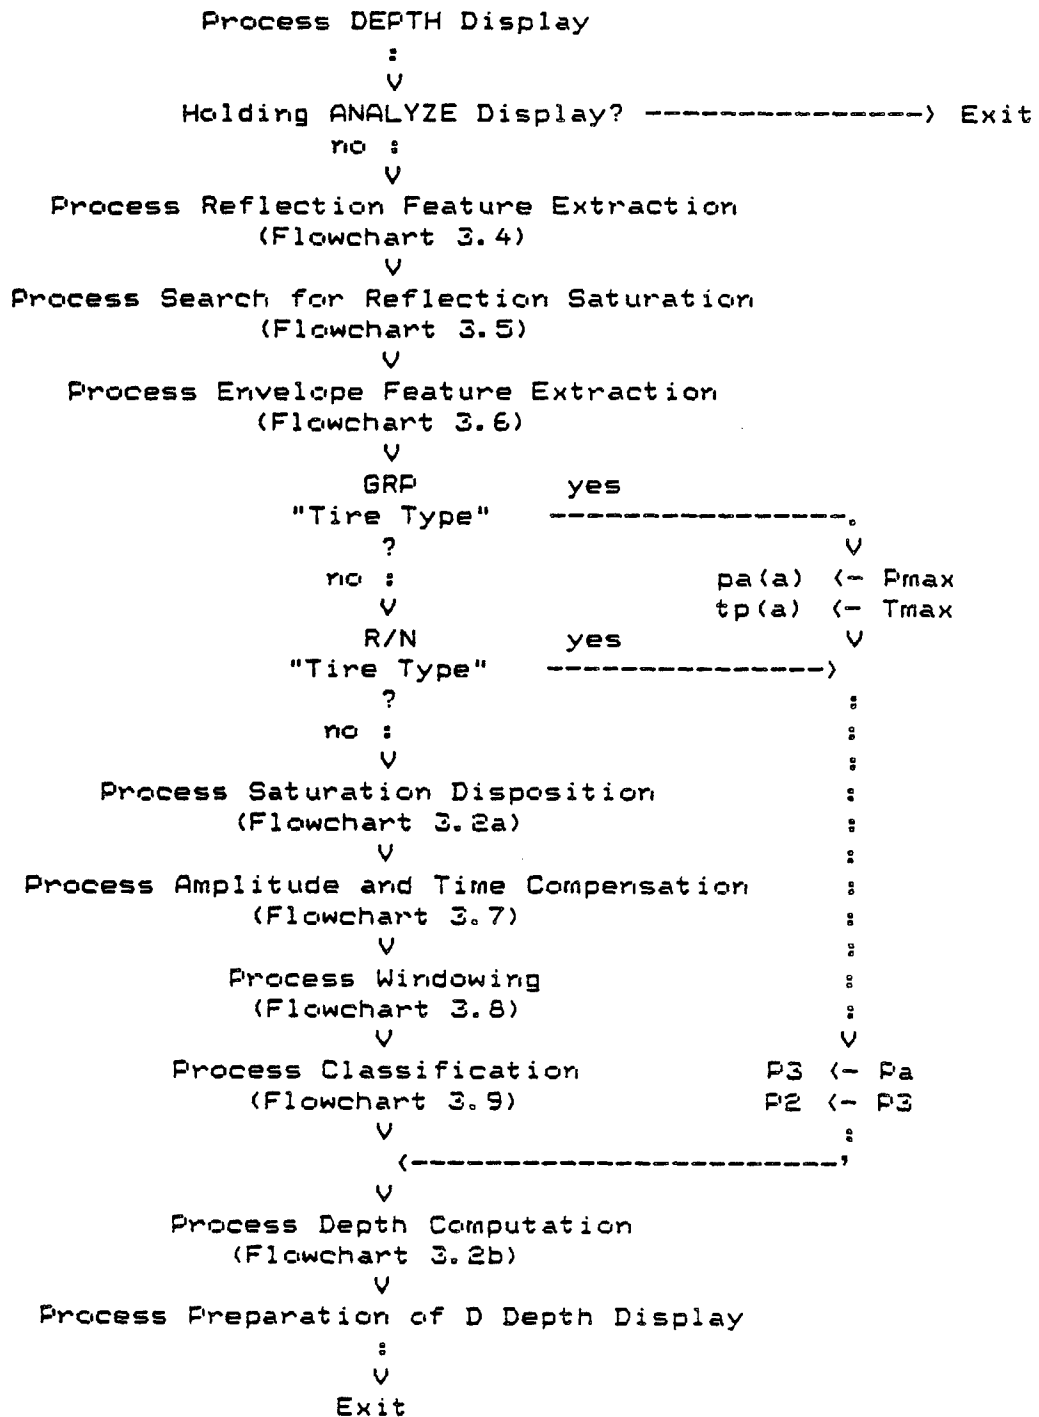 Process DEPTH Display
:
V
Holding ANALYZE Display? ---------------> Exit
no :
V
Process Reflection Feature Extraction
(Flowchart 3.4)
V
Process Search for Reflection Saturation
(Flowchart 3.5)
V
Process Envelope Feature Extraction
(Flowchart 3.6)
V
GRP yes
"Tire Type" ----------------.
? V
no : pa(a) <- Pmax
V tp(a) <- Tmax
R/N yes V
"Tire Type" --------------->
? :
no : :
V :
Process Saturation Disposition :
(Flowchart 3.2a) :
V :
Process Amplitude and Time Compensation :
(Flowchart 3.7) :
V :
Process Windowing :
(Flowchart 3.8) :
V V
Process Classification P3 <- Pa
(Flowchart 3.9) P2 <- P3
V :
<-----------------------'
V
Process Depth Computation
(Flowchart 3.2b)
V
Process Preparation of D Depth Display
:
V
Exit